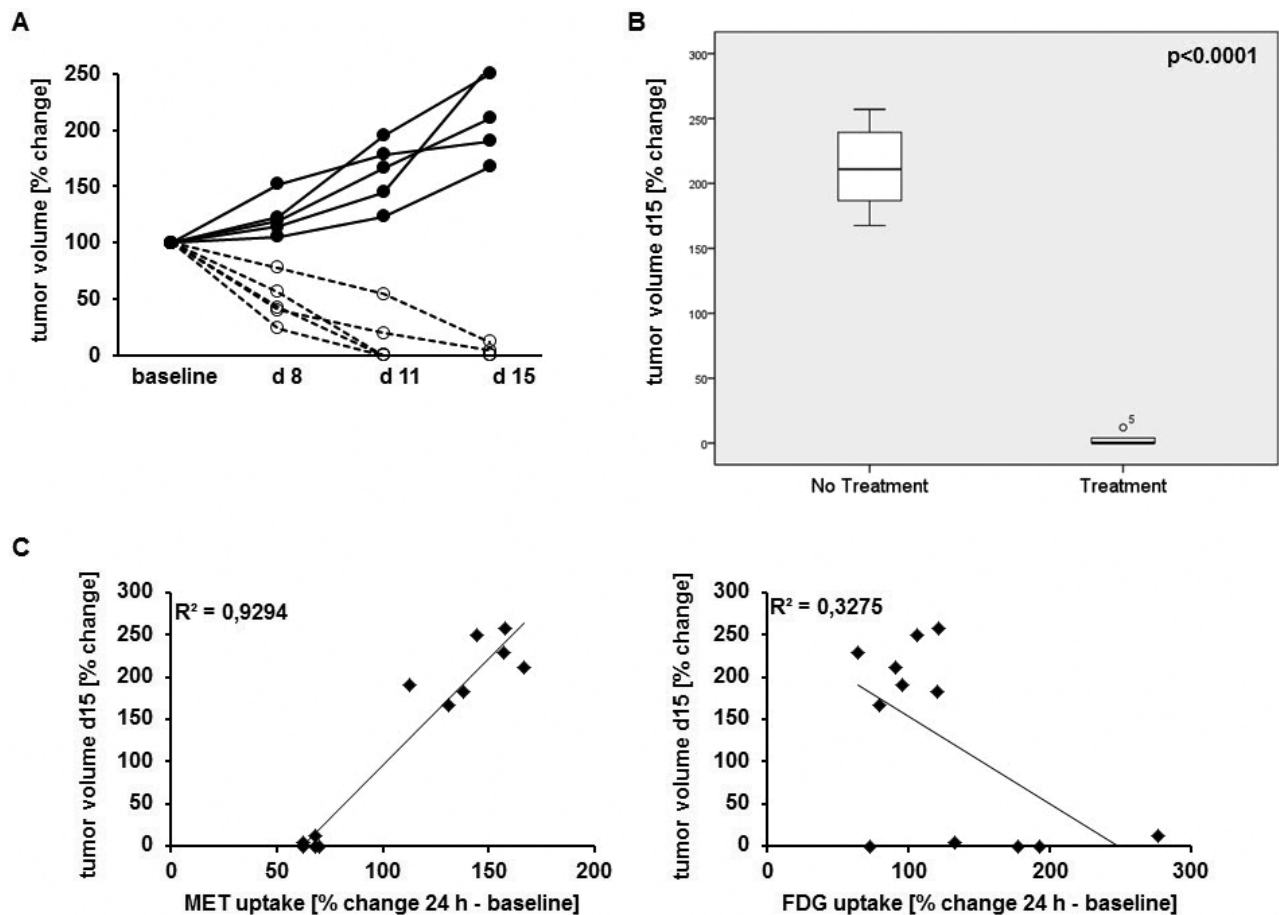 A
tumor volume [% change]
250
200
150
100
50
0
baseline d 8 d 11 d 15
B
p<0.0001
tumor volume d15 [% change]
300
250
200
150
100
50
0
5
No Treatment Treatment
C
tumor volume d15 [% change]
300
250
200
150
100
50
0
R² = 0,9294
0 50 100 150 200
MET uptake [% change 24 h - baseline]
tumor volume d15 [% change]
300
250
200
150
100
50
0
R² = 0,3275
0 100 200 300
FDG uptake [% change 24 h - baseline]